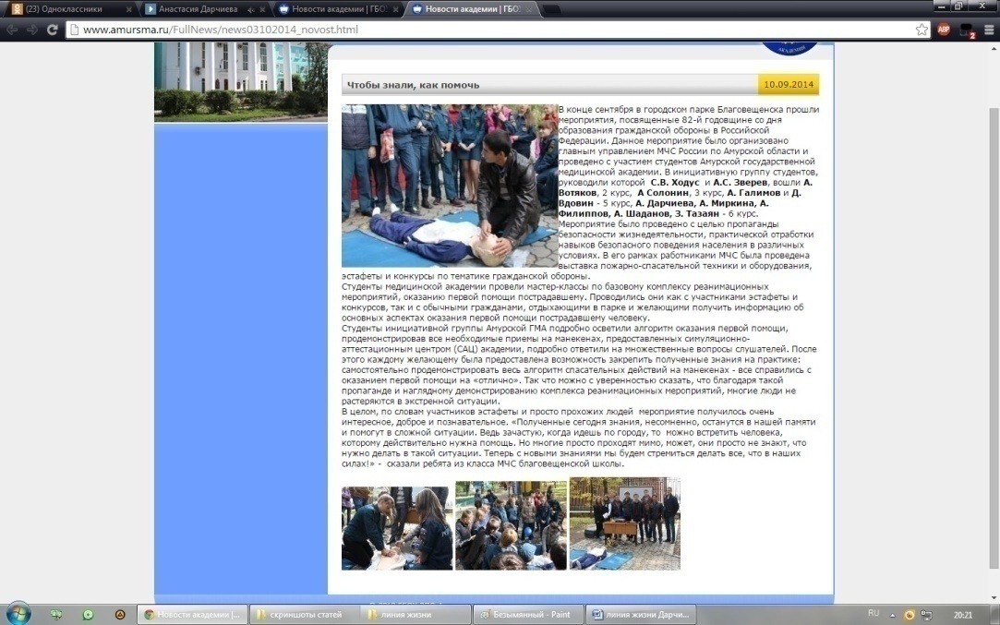 (23) Одноклассники
Анастасия Дарчиева
Новости академии | ГБО
Новости академии | ГБО
www.amursma.ru/FullNews/news03102014_novost.html
ABP
2
АКАДЕМИЯ
Чтобы знали, как помочь
10.09.2014
В конце сентября в городском парке Благовещенска прошли
мероприятия, посвященные 82-й годовщине со дня
образования гражданской обороны в Российской
Федерации. Данное мероприятие было организовано
главным управлением МЧС России по Амурской области и
проведено с участием студентов Амурской государственной
медицинской академии. В инициативную группу студентов,
руководили которой С.В. Ходус и А.С. Зверев, вошли А.
Вотяков, 2 курс, А Солонин, 3 курс, А. Галимов и Д.
Вдовин - 5 курс, А. Дарчиева, А. Миркина, А.
Филиппов, А. Шаданов, З. Тазаян - 6 курс.
Мероприятие было проведено с целью пропаганды
безопасности жизнедеятельности, практической отработки
навыков безопасного поведения населения в различных
условиях. В его рамках работниками МЧС была проведена
выставка пожарно-спасательной техники и оборудования,
эстафеты и конкурсы по тематике гражданской обороны.
Студенты медицинской академии провели мастер-классы по базовому комплексу реанимационных
мероприятий, оказанию первой помощи пострадавшему. Проводились они как с участниками эстафеты и
конкурсов, так и с обычными гражданами, отдыхающими в парке и желающими получить информацию об
основных аспектах оказания первой помощи пострадавшему человеку.
Студенты инициативной группы Амурской ГМА подробно осветили алгоритм оказания первой помощи,
продемонстрировав все необходимые приемы на манекенах, предоставленных симуляционно-
аттестационным центром (САЦ) академии, подробно ответили на множественные вопросы слушателей. После
этого каждому желающему была предоставлена возможность закрепить полученные знания на практике:
самостоятельно продемонстрировать весь алгоритм спасательных действий на манекенах - все справились с
оказанием первой помощи на «отлично». Так что можно с уверенностью сказать, что благодаря такой
пропаганде и наглядному демонстрированию комплекса реанимационных мероприятий, многие люди не
растеряются в экстренной ситуации.
В целом, по словам участников эстафеты и просто прохожих людей мероприятие получилось очень
интересное, доброе и познавательное. «Полученные сегодня знания, несомненно, останутся в нашей памяти
и помогут в сложной ситуации. Ведь зачастую, когда идешь по городу, то можно встретить человека,
которому действительно нужна помощь. Но многие просто проходят мимо, может, они просто не знают, что
нужно делать в такой ситуации. Теперь с новыми знаниями мы будем стремиться делать все, что в наших
силах!» - сказали ребята из класса МЧС благовещенской школы.
Новости академии |...
скриншоты статей
линия жизни
Безымянный - Paint
линия жизни Дарчи...
RU
20:21